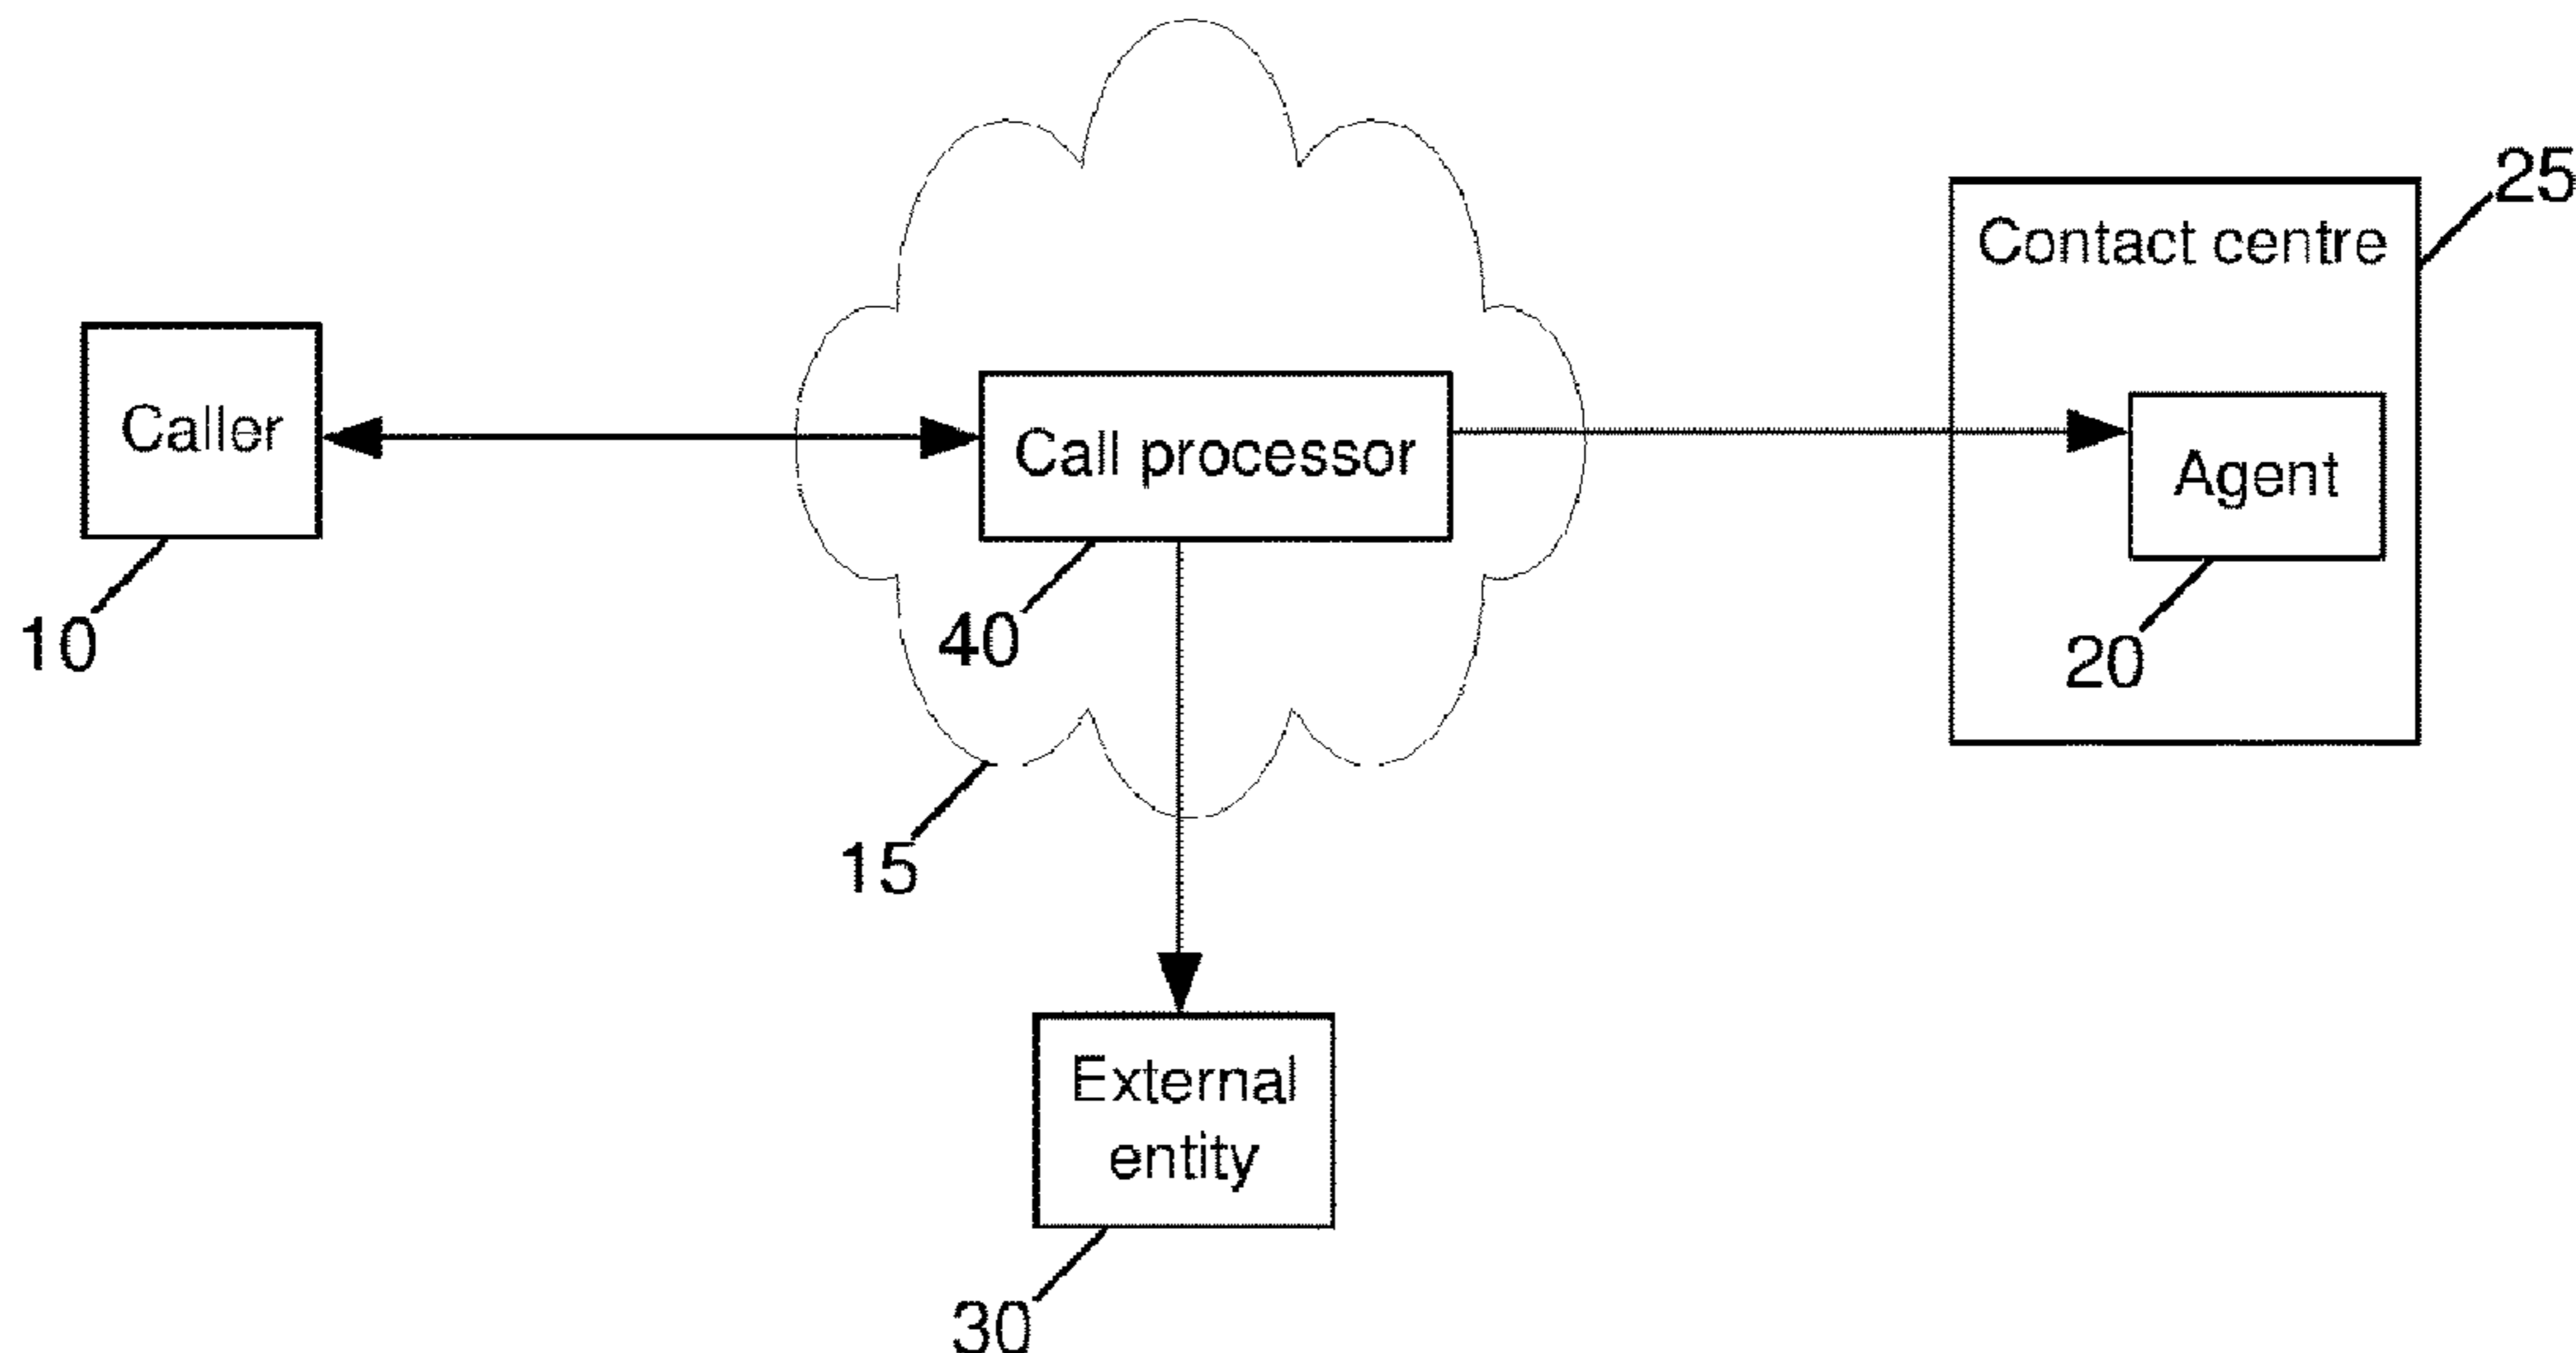 25
Contact centre
Caller
Call processor
Agent
10
40
20
15
External
entity
30